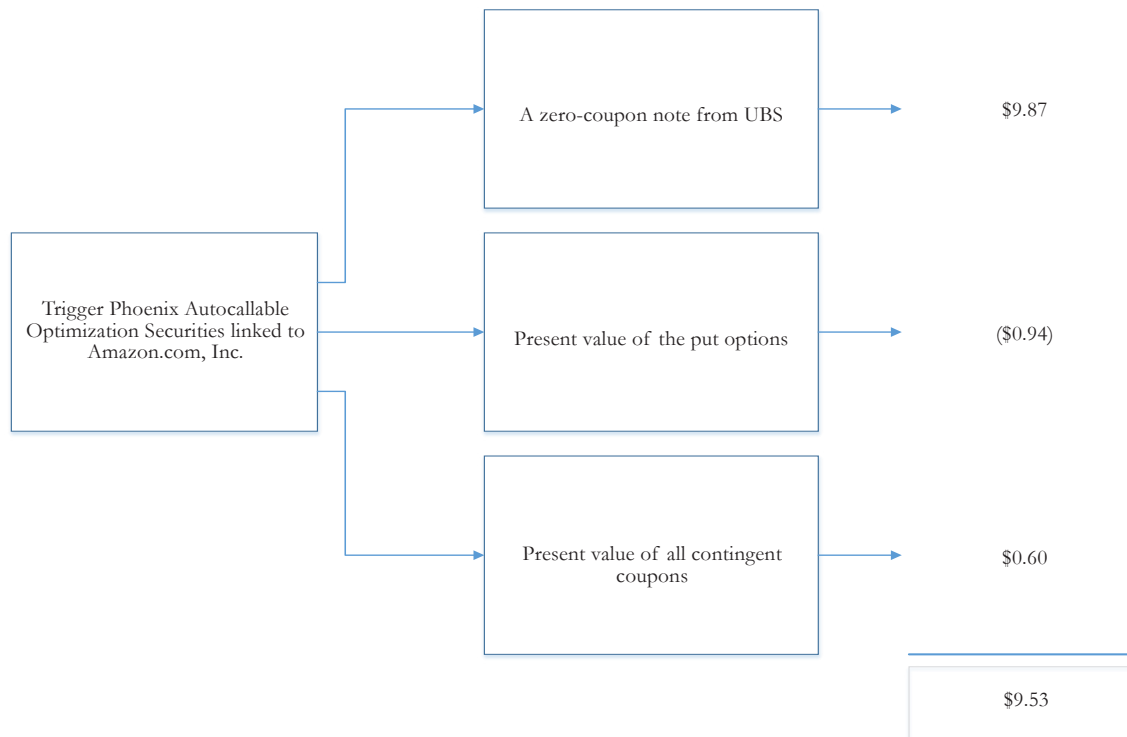 A zero-coupon note from UBS
$9.87
Trigger Phoenix Autocallable
Optimization Securities linked to
Amazon.com, Inc.
Present value of the put options
($0.94)
Present value of all contingent
coupons
$0.60
$9.53